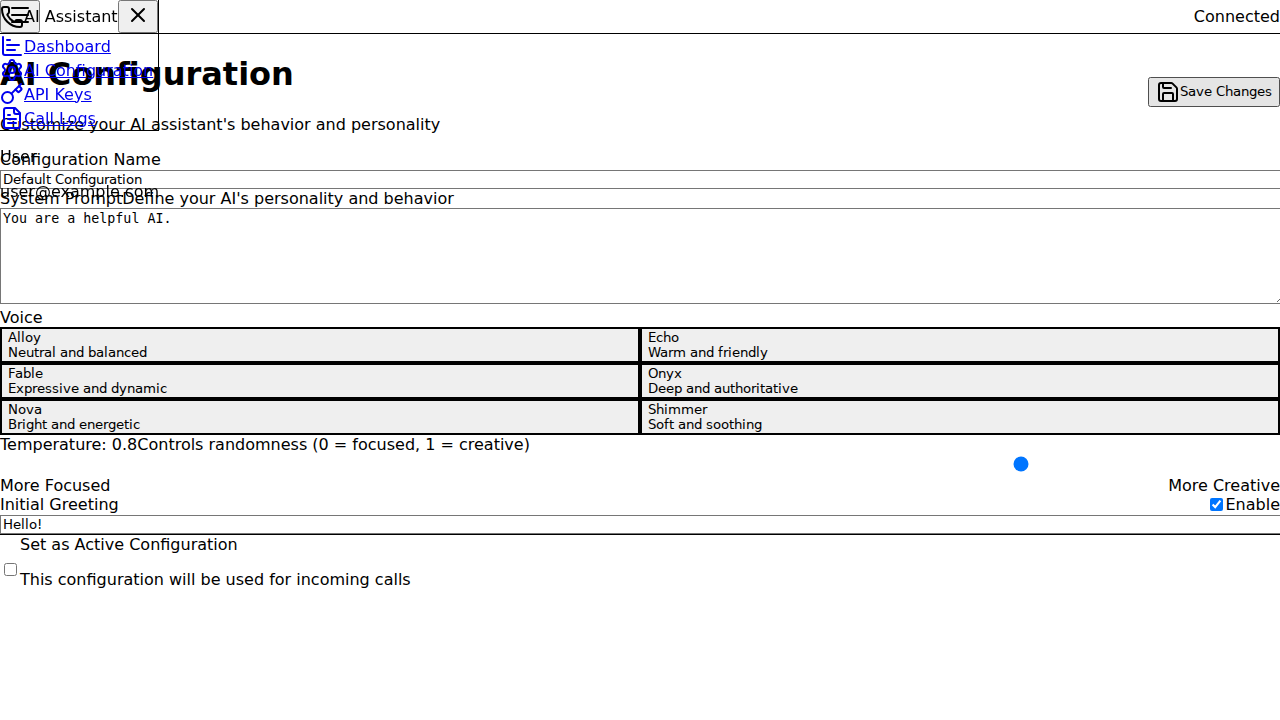 AI Assistant
Connected
Dashboard
AI Configuration
API Keys
Call Logs
AI Configuration
Save Changes
Customize your AI assistant's behavior and personality
User
user@example.com
Configuration Name
Default Configuration
System PromptDefine your AI's personality and behavior
You are a helpful AI.
Voice
Alloy
Neutral and balanced
Echo
Warm and friendly
Fable
Expressive and dynamic
Onyx
Deep and authoritative
Nova
Bright and energetic
Shimmer
Soft and soothing
Temperature: 0.8Controls randomness (0 = focused, 1 = creative)
More Focused
More Creative
Initial Greeting
Enable
Hello!
Set as Active Configuration
This configuration will be used for incoming calls